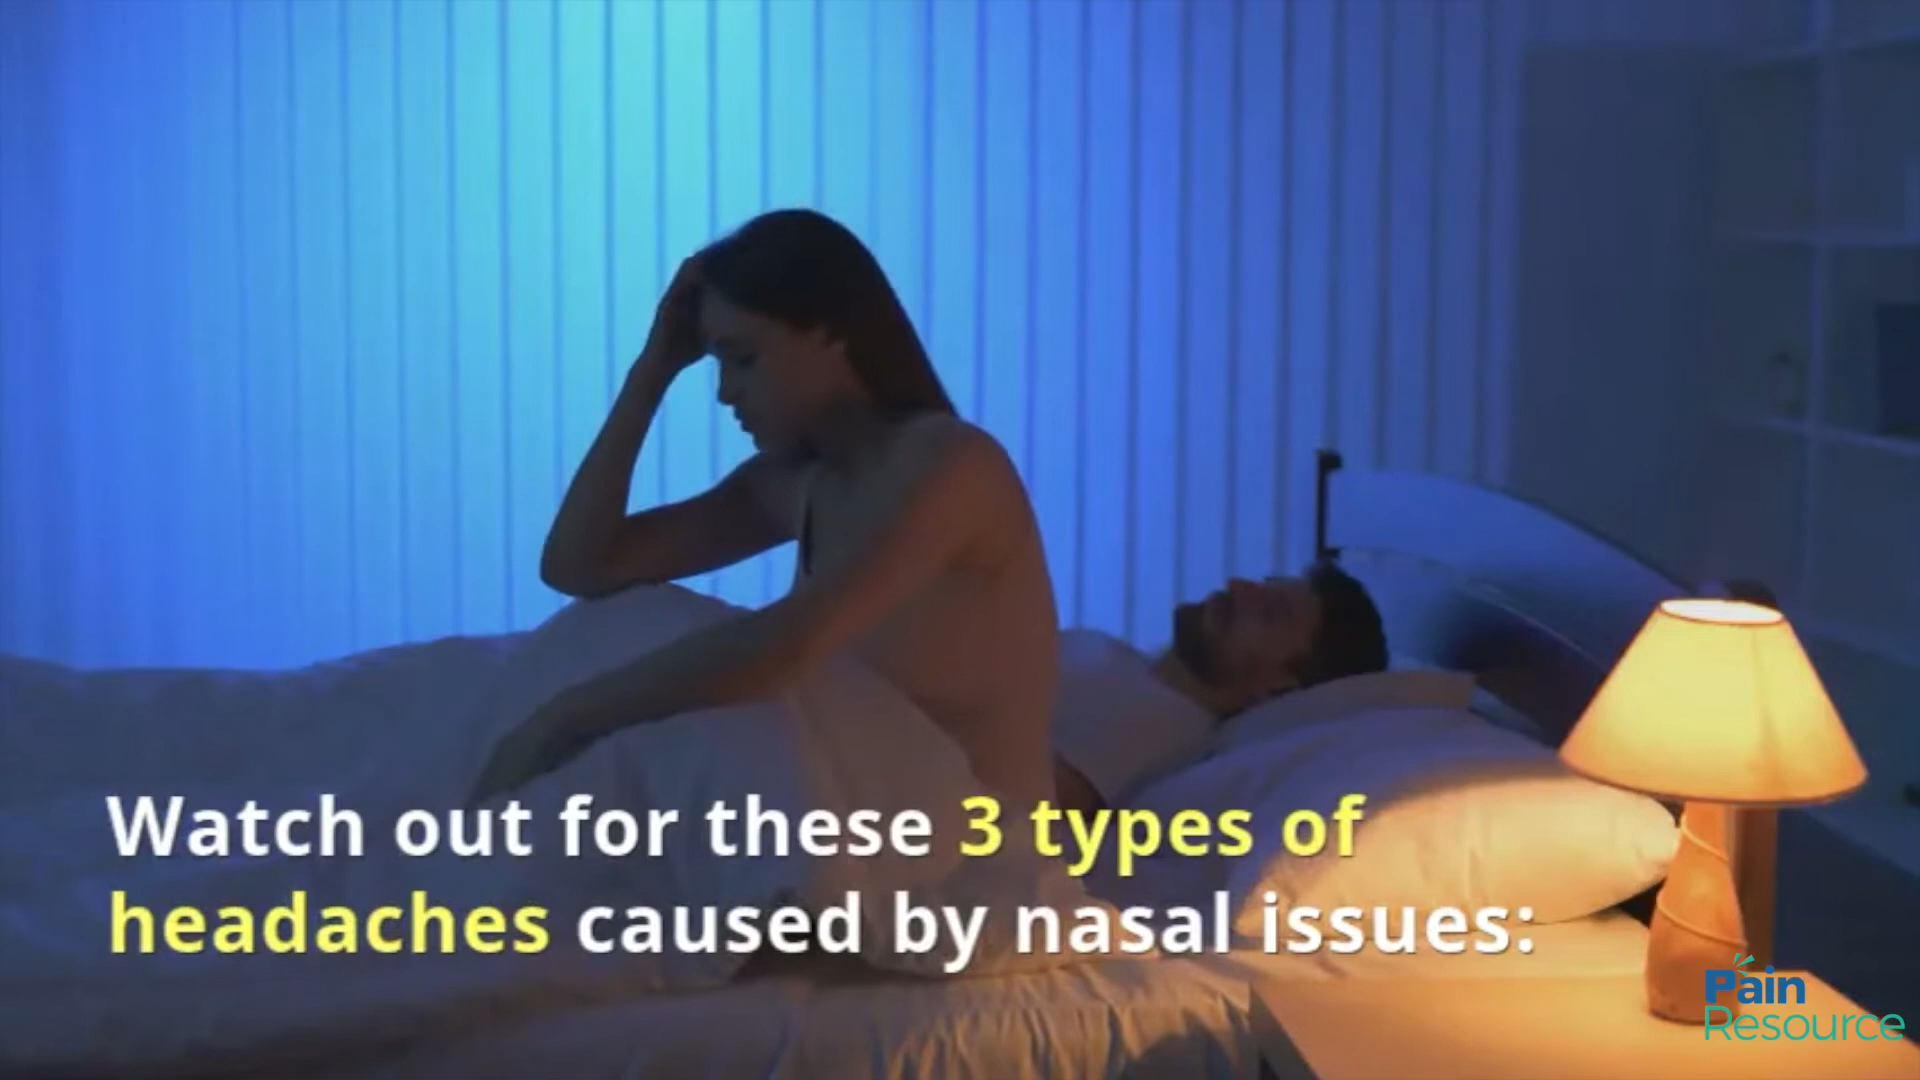 Watch out for these 3 types of
headaches caused by nasal issues:
Pain
Resource